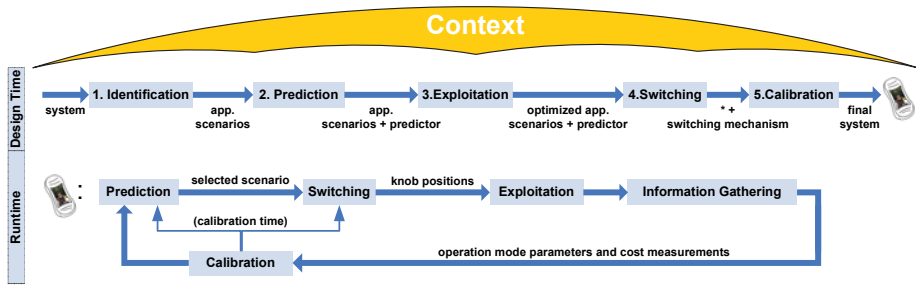 Context
Design Time
1. Identification
2. Prediction
3.Exploitation
4.Switching
5.Calibration
system
app.
scenarios
app.
scenarios + predictor
optimized app.
scenarios + predictor
* +
switching mechanism
final
system
Runtime
:
Prediction
selected scenario
Switching
knob positions
Exploitation
Information Gathering
(calibration time)
Calibration
operation mode parameters and cost measurements